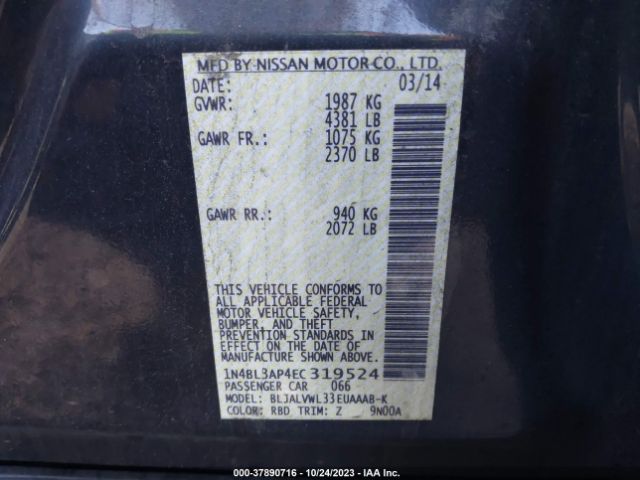 MFD BY NISSAN MOTOR CO., LTD.
DATE: 03/14
GVWR: 1987 KG
4381 LB
GAWR FR.: 1075 KG
2370 LB
GAWR RR.: 940 KG
2072 LB
THIS VEHICLE CONFORMS TO
ALL APPLICABLE FEDERAL
MOTOR VEHICLE SAFETY,
BUMPER, AND THEFT
PREVENTION STANDARDS IN
EFFECT ON THE DATE OF
MANUFACTURE SHOWN ABOVE.
1N4BL3AP4EC319524
PASSENGER CAR 066
MODEL: BLJALVWL33EUAAAB-K
COLOR: RBD TRIM: Z 9N00A
000-37890716 - 10/24/2023 - IAA Inc.